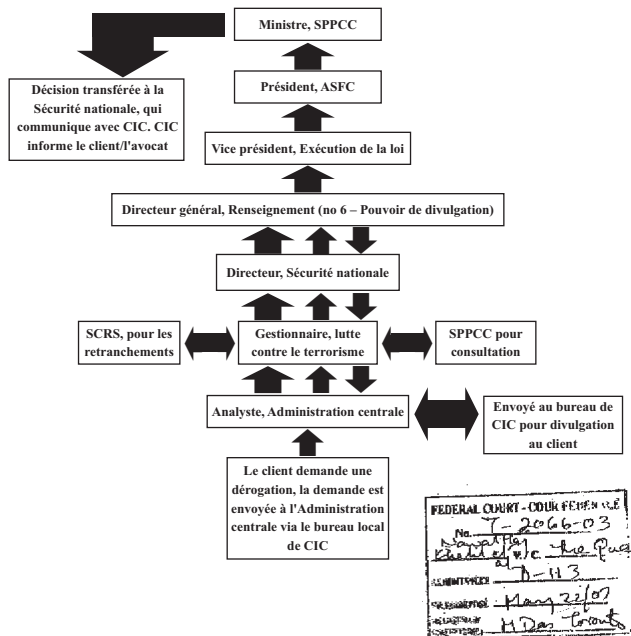 Ministre, SPPCC
Président, ASFC
Décision transférée à la
Sécurité nationale, qui
communique avec CIC. CIC
informe le client/l'avocat
Vice président, Exécution de la loi
Directeur général, Renseignement (no 6 – Pouvoir de divulgation)
Directeur, Sécurité nationale
SCRS, pour les
retranchements
Gestionnaire, lutte
contre le terrorisme
SPPCC pour
consultation
Analyste, Administration centrale
Envoyé au bureau de
CIC pour divulgation
au client
Le client demande une
dérogation, la demande est
envoyée à l'Administration
centrale via le bureau local
de CIC
FEDERAL COURT - COUR FEDERALE
No. T-2066-03
al D-113
May 22/07
M Das Toronto